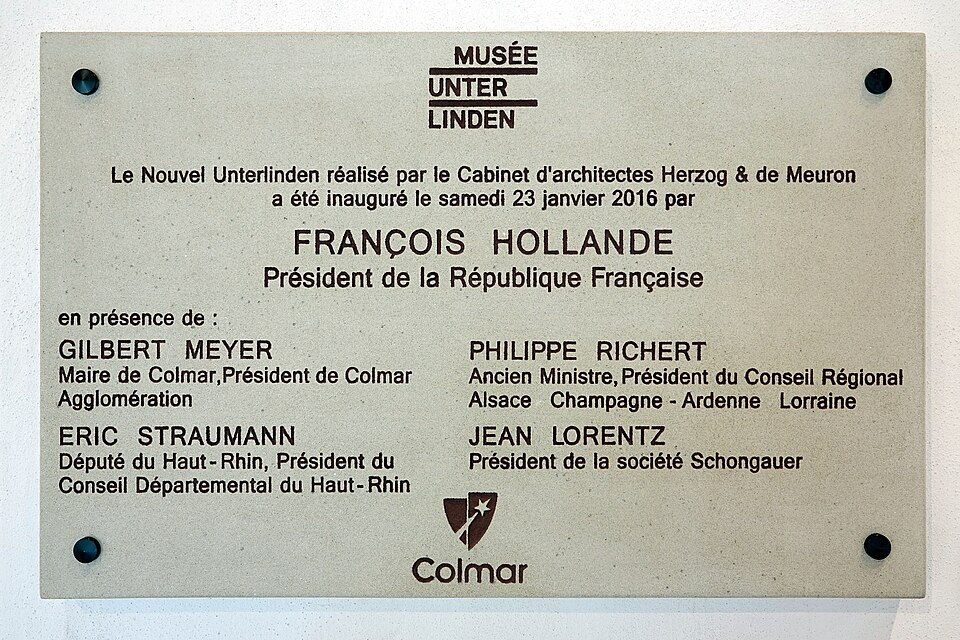 MUSÉE
UNTER
LINDEN
Le Nouvel Unterlinden réalisé par le Cabinet d'architectes Herzog & de Meuron
a été inauguré le samedi 23 janvier 2016 par
FRANÇOIS HOLLANDE
Président de la République Française
en présence de :
GILBERT MEYER
Maire de Colmar,Président de Colmar
Agglomération
ERIC STRAUMANN
Député du Haut-Rhin, Président du
Conseil Départemental du Haut-Rhin
PHILIPPE RICHERT
Ancien Ministre, Président du Conseil Régional
Alsace Champagne - Ardenne Lorraine
JEAN LORENTZ
Président de la société Schongauer
Colmar